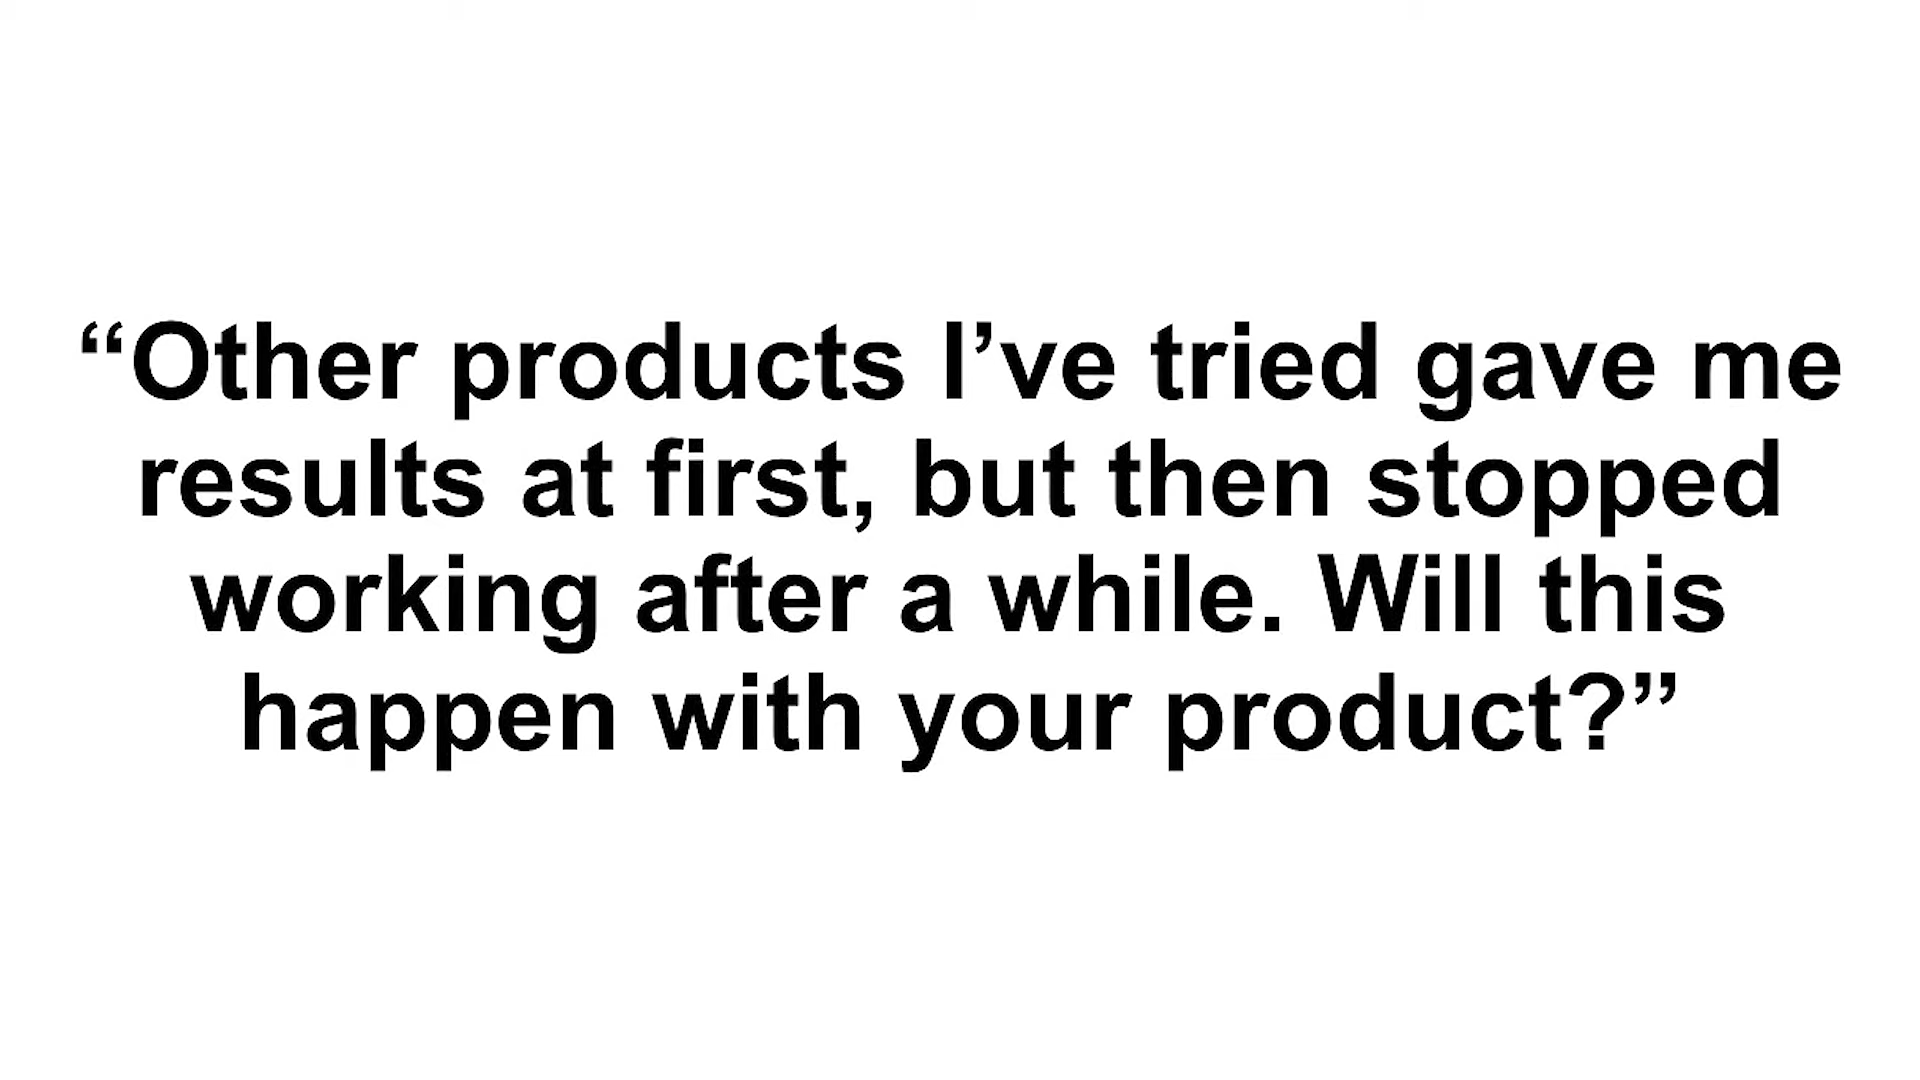 “Other products I’ve tried gave me
results at first, but then stopped
working after a while. Will this
happen with your product?”